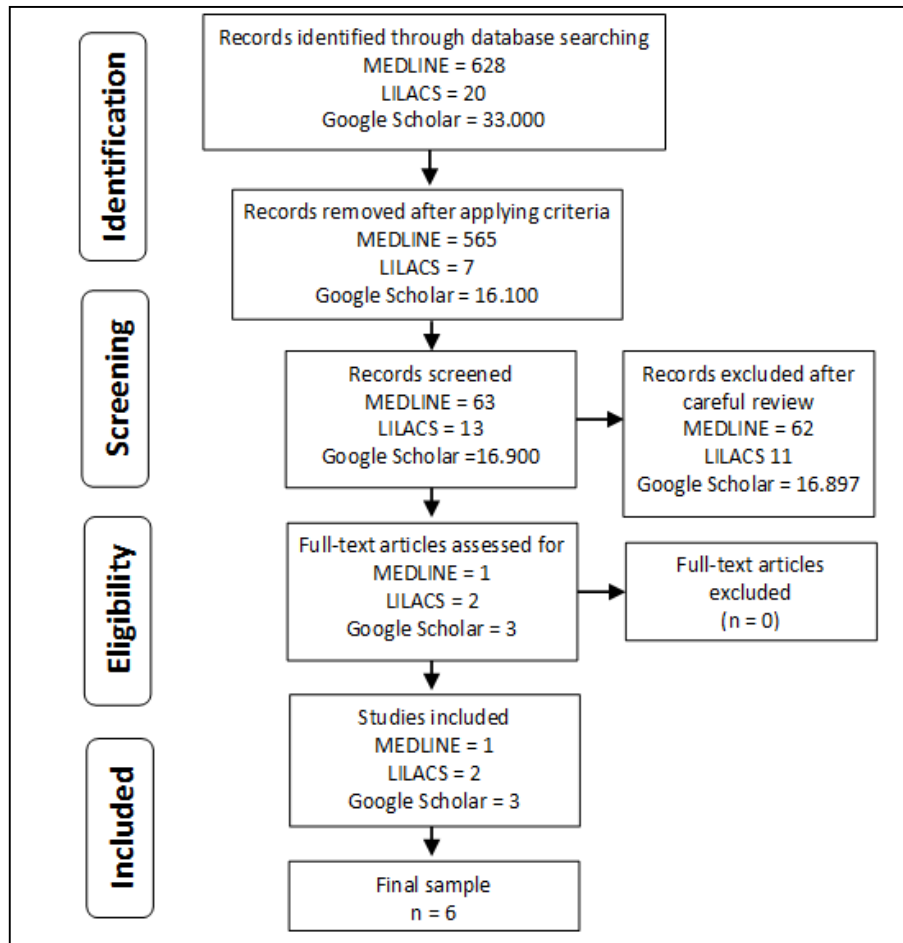 Identification
Records identified through database searching
MEDLINE = 628
LILACS = 20
Google Scholar = 33.000
Records removed after applying criteria
MEDLINE = 565
LILACS = 7
Google Scholar = 16.100
Screening
Records screened
MEDLINE = 63
LILACS = 13
Google Scholar =16.900
Records excluded after
careful review
MEDLINE = 62
LILACS 11
Google Scholar = 16.897
Eligibility
Full-text articles assessed for
MEDLINE = 1
LILACS = 2
Google Scholar = 3
Full-text articles
excluded
(n = 0)
Included
Studies included
MEDLINE = 1
LILACS = 2
Google Scholar = 3
Final sample
n = 6